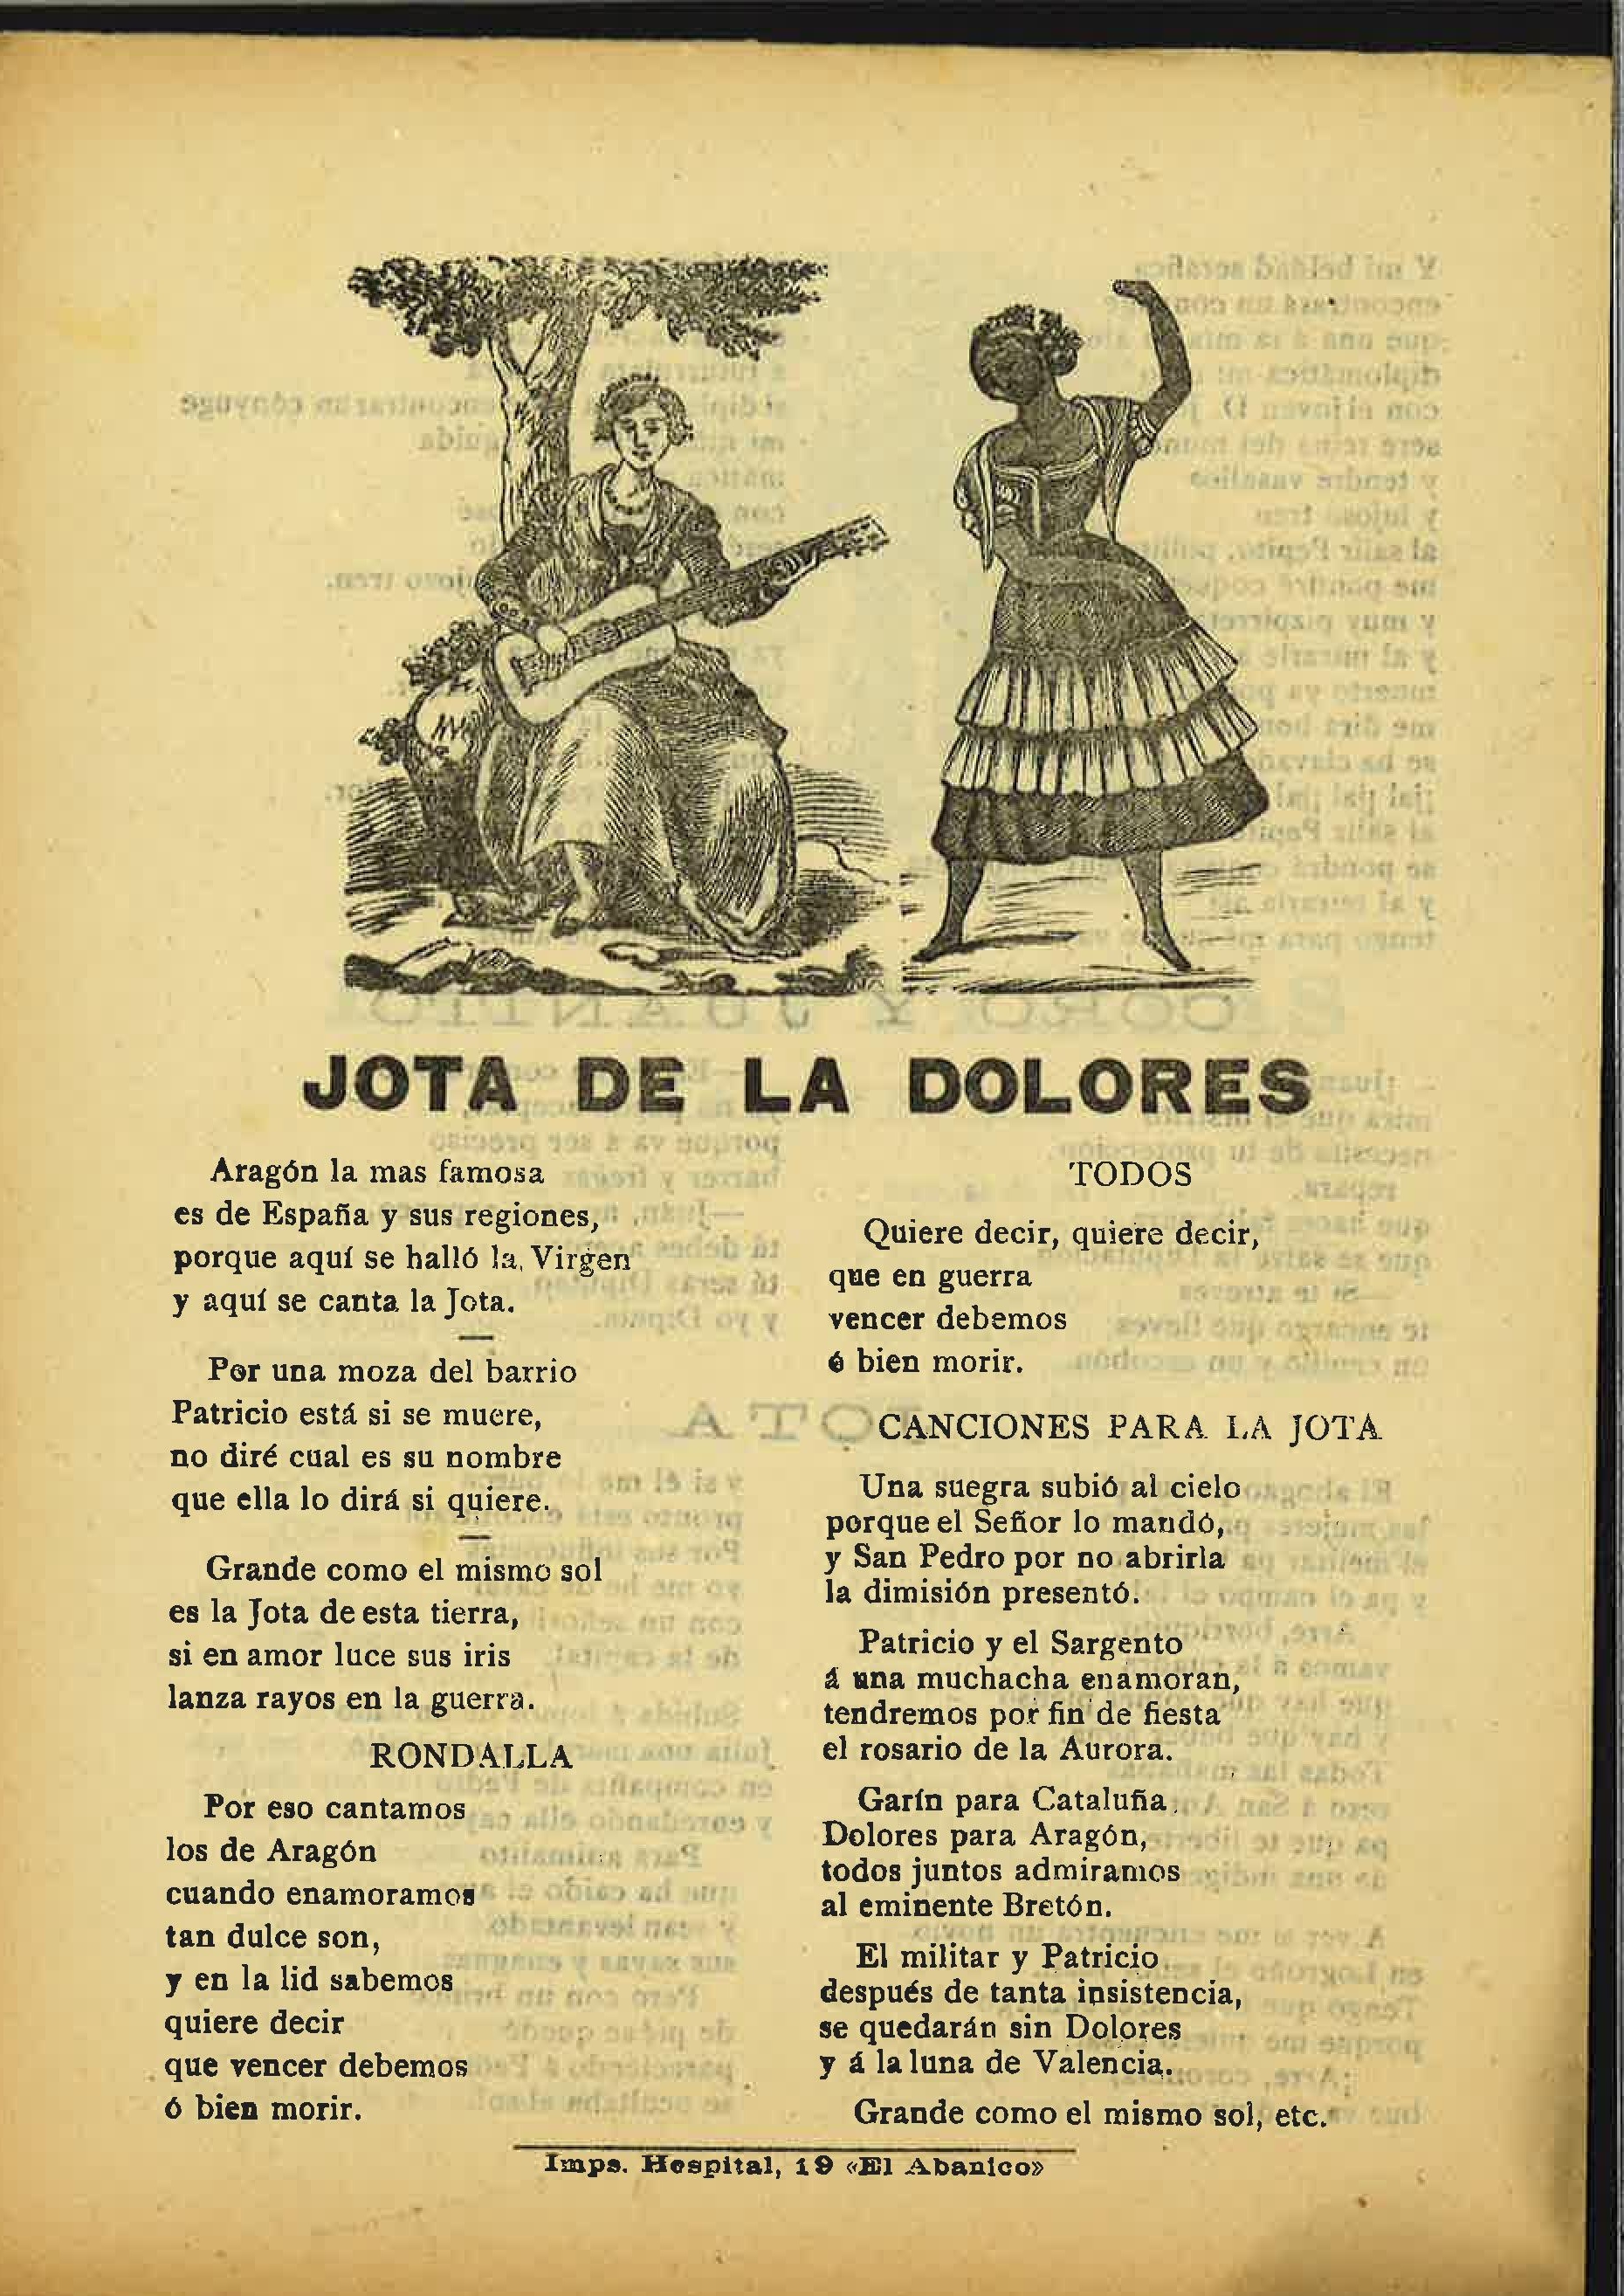 JOTA DE LA DOLORES
Aragón la mas famosa
es de España y sus regiones,
porque aquí se halló la Virgen
y aquí se canta la Jota.
Por una moza del barrio
Patricio está si se muere,
no diré cual es su nombre
que ella lo dirá si quiere.
Grande como el mismo sol
es la Jota de esta tierra,
si en amor luce sus iris
lanza rayos en la guerra.
RONDALLA
Por eso cantamos
los de Aragón
cuando enamoramos
tan dulce son,
y en la lid sabemos
quiere decir
que vencer debemos
ó bien morir.
TODOS
Quiere decir, quiere decir,
que en guerra
vencer debemos
ó bien morir.
CANCIONES PARA LA JOTA
Una suegra subió al cielo
porque el Señor lo mandó,
y San Pedro por no abrirla
la dimisión presentó.
Patricio y el Sargento
á una muchacha enamoran,
tendremos por fin de fiesta
el rosario de la Aurora.
Garín para Cataluña
Dolores para Aragón,
todos juntos admiramos
al eminente Bretón.
El militar y Patricio
después de tanta insistencia,
se quedarán sin Dolores
y á la luna de Valencia.
Grande como el mismo sol, etc.
Imps. Hospital, 19 «El Abanico»